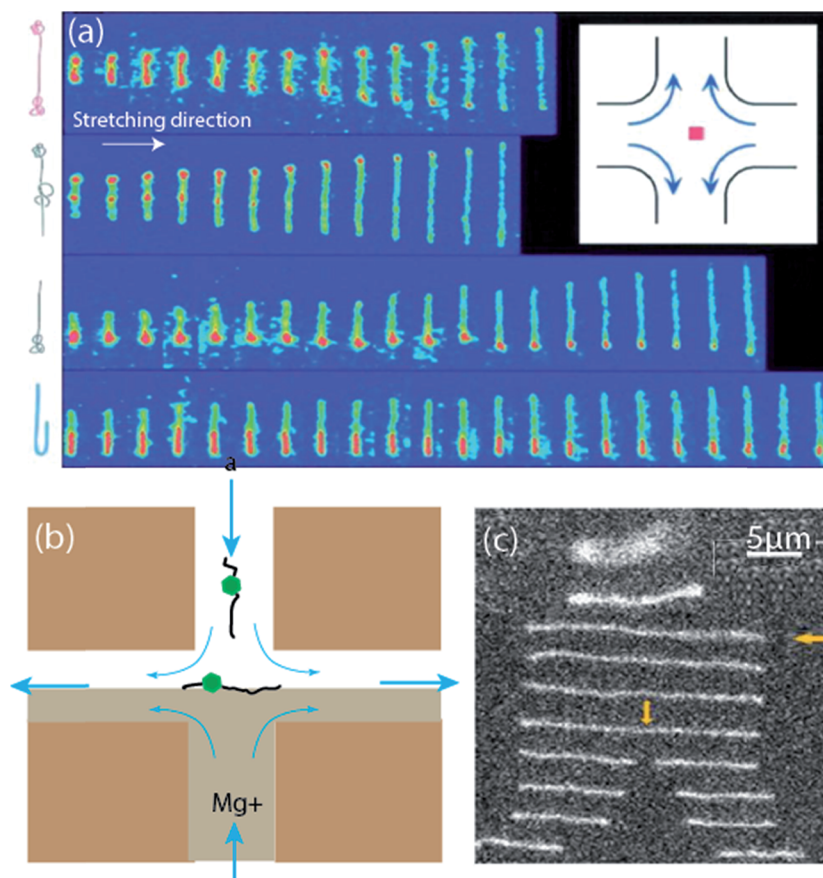 (a)
Stretching direction
a
(b)
Mg+
(c)
5μm